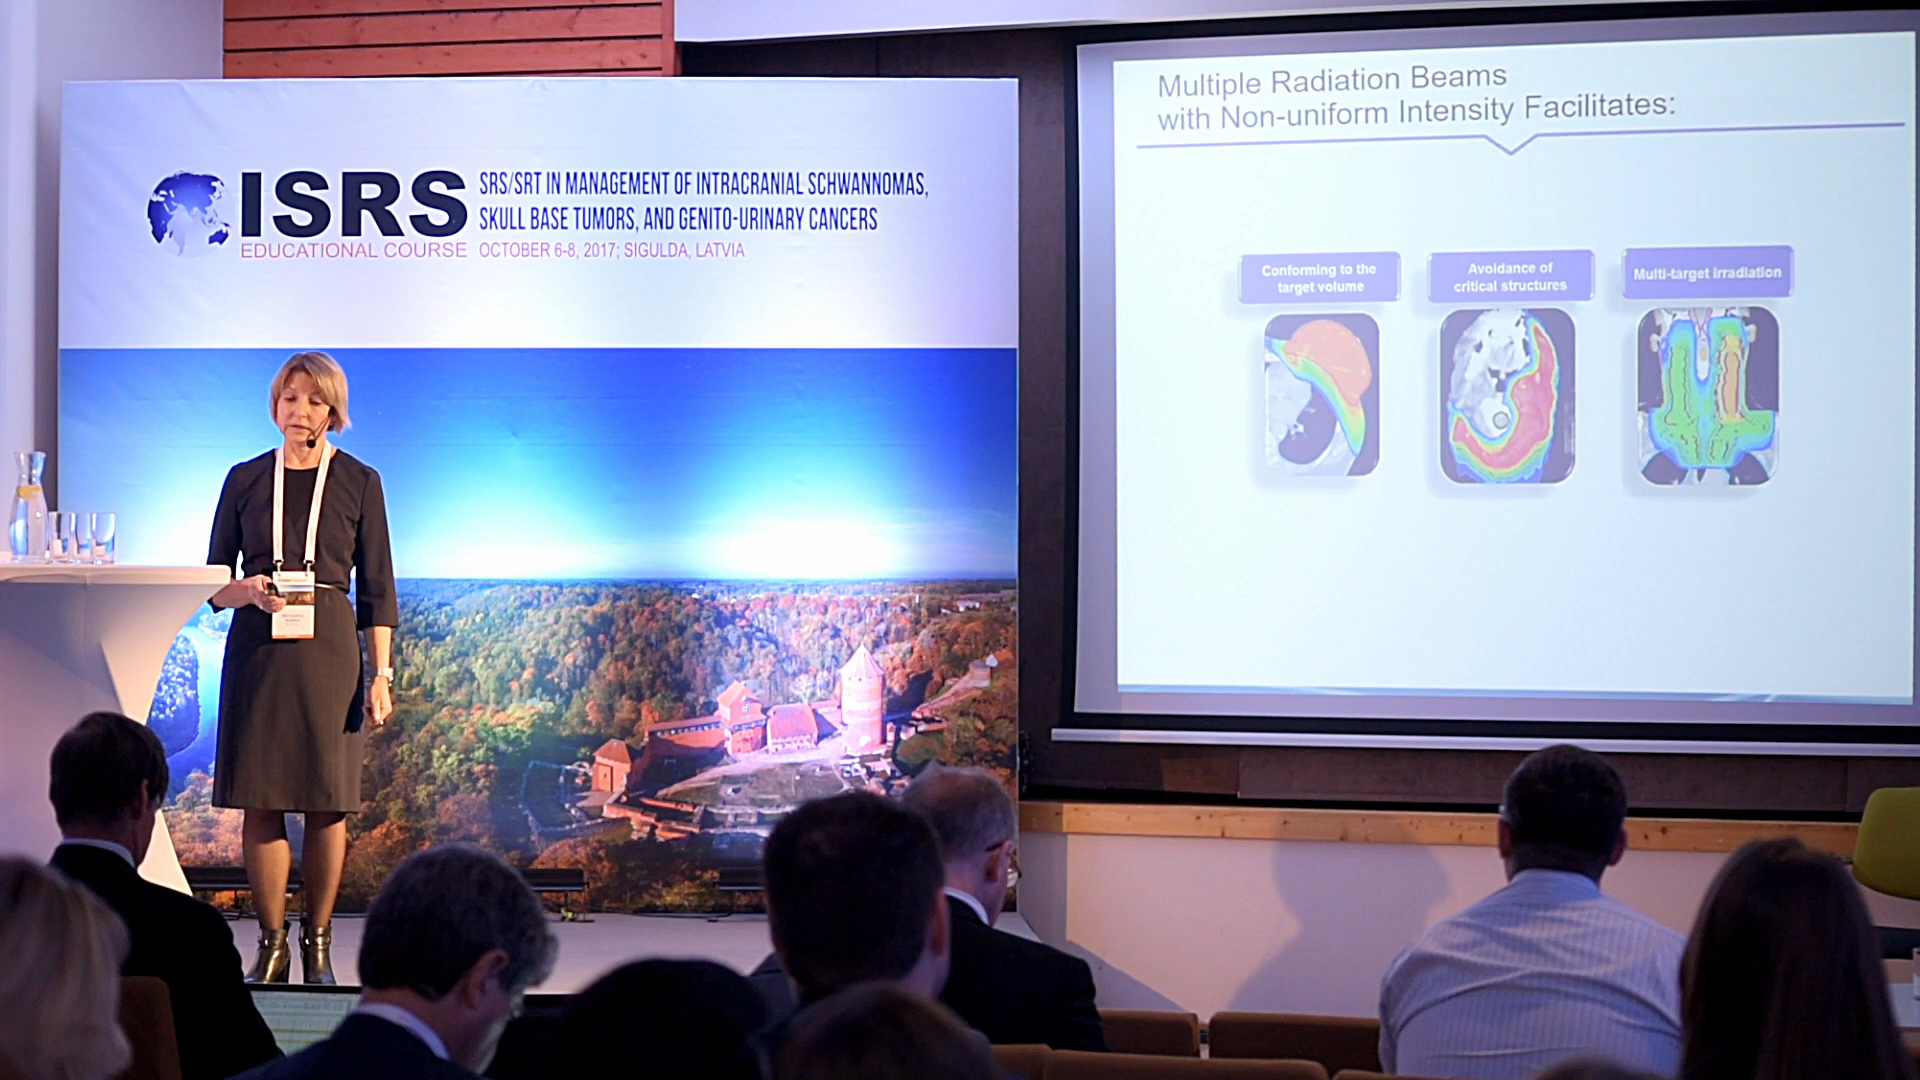 ISRS
EDUCATIONAL COURSE
SRS/SRT IN MANAGEMENT OF INTRACRANIAL SCHWANNOMAS,
SKULL BASE TUMORS, AND GENITO-URINARY CANCERS
OCTOBER 6-8, 2017; SIGULDA, LATVIA
Multiple Radiation Beams
with Non-uniform Intensity Facilitates:
Conforming to the
target volume
Avoidance of
critical structures
Multi-target irradiation